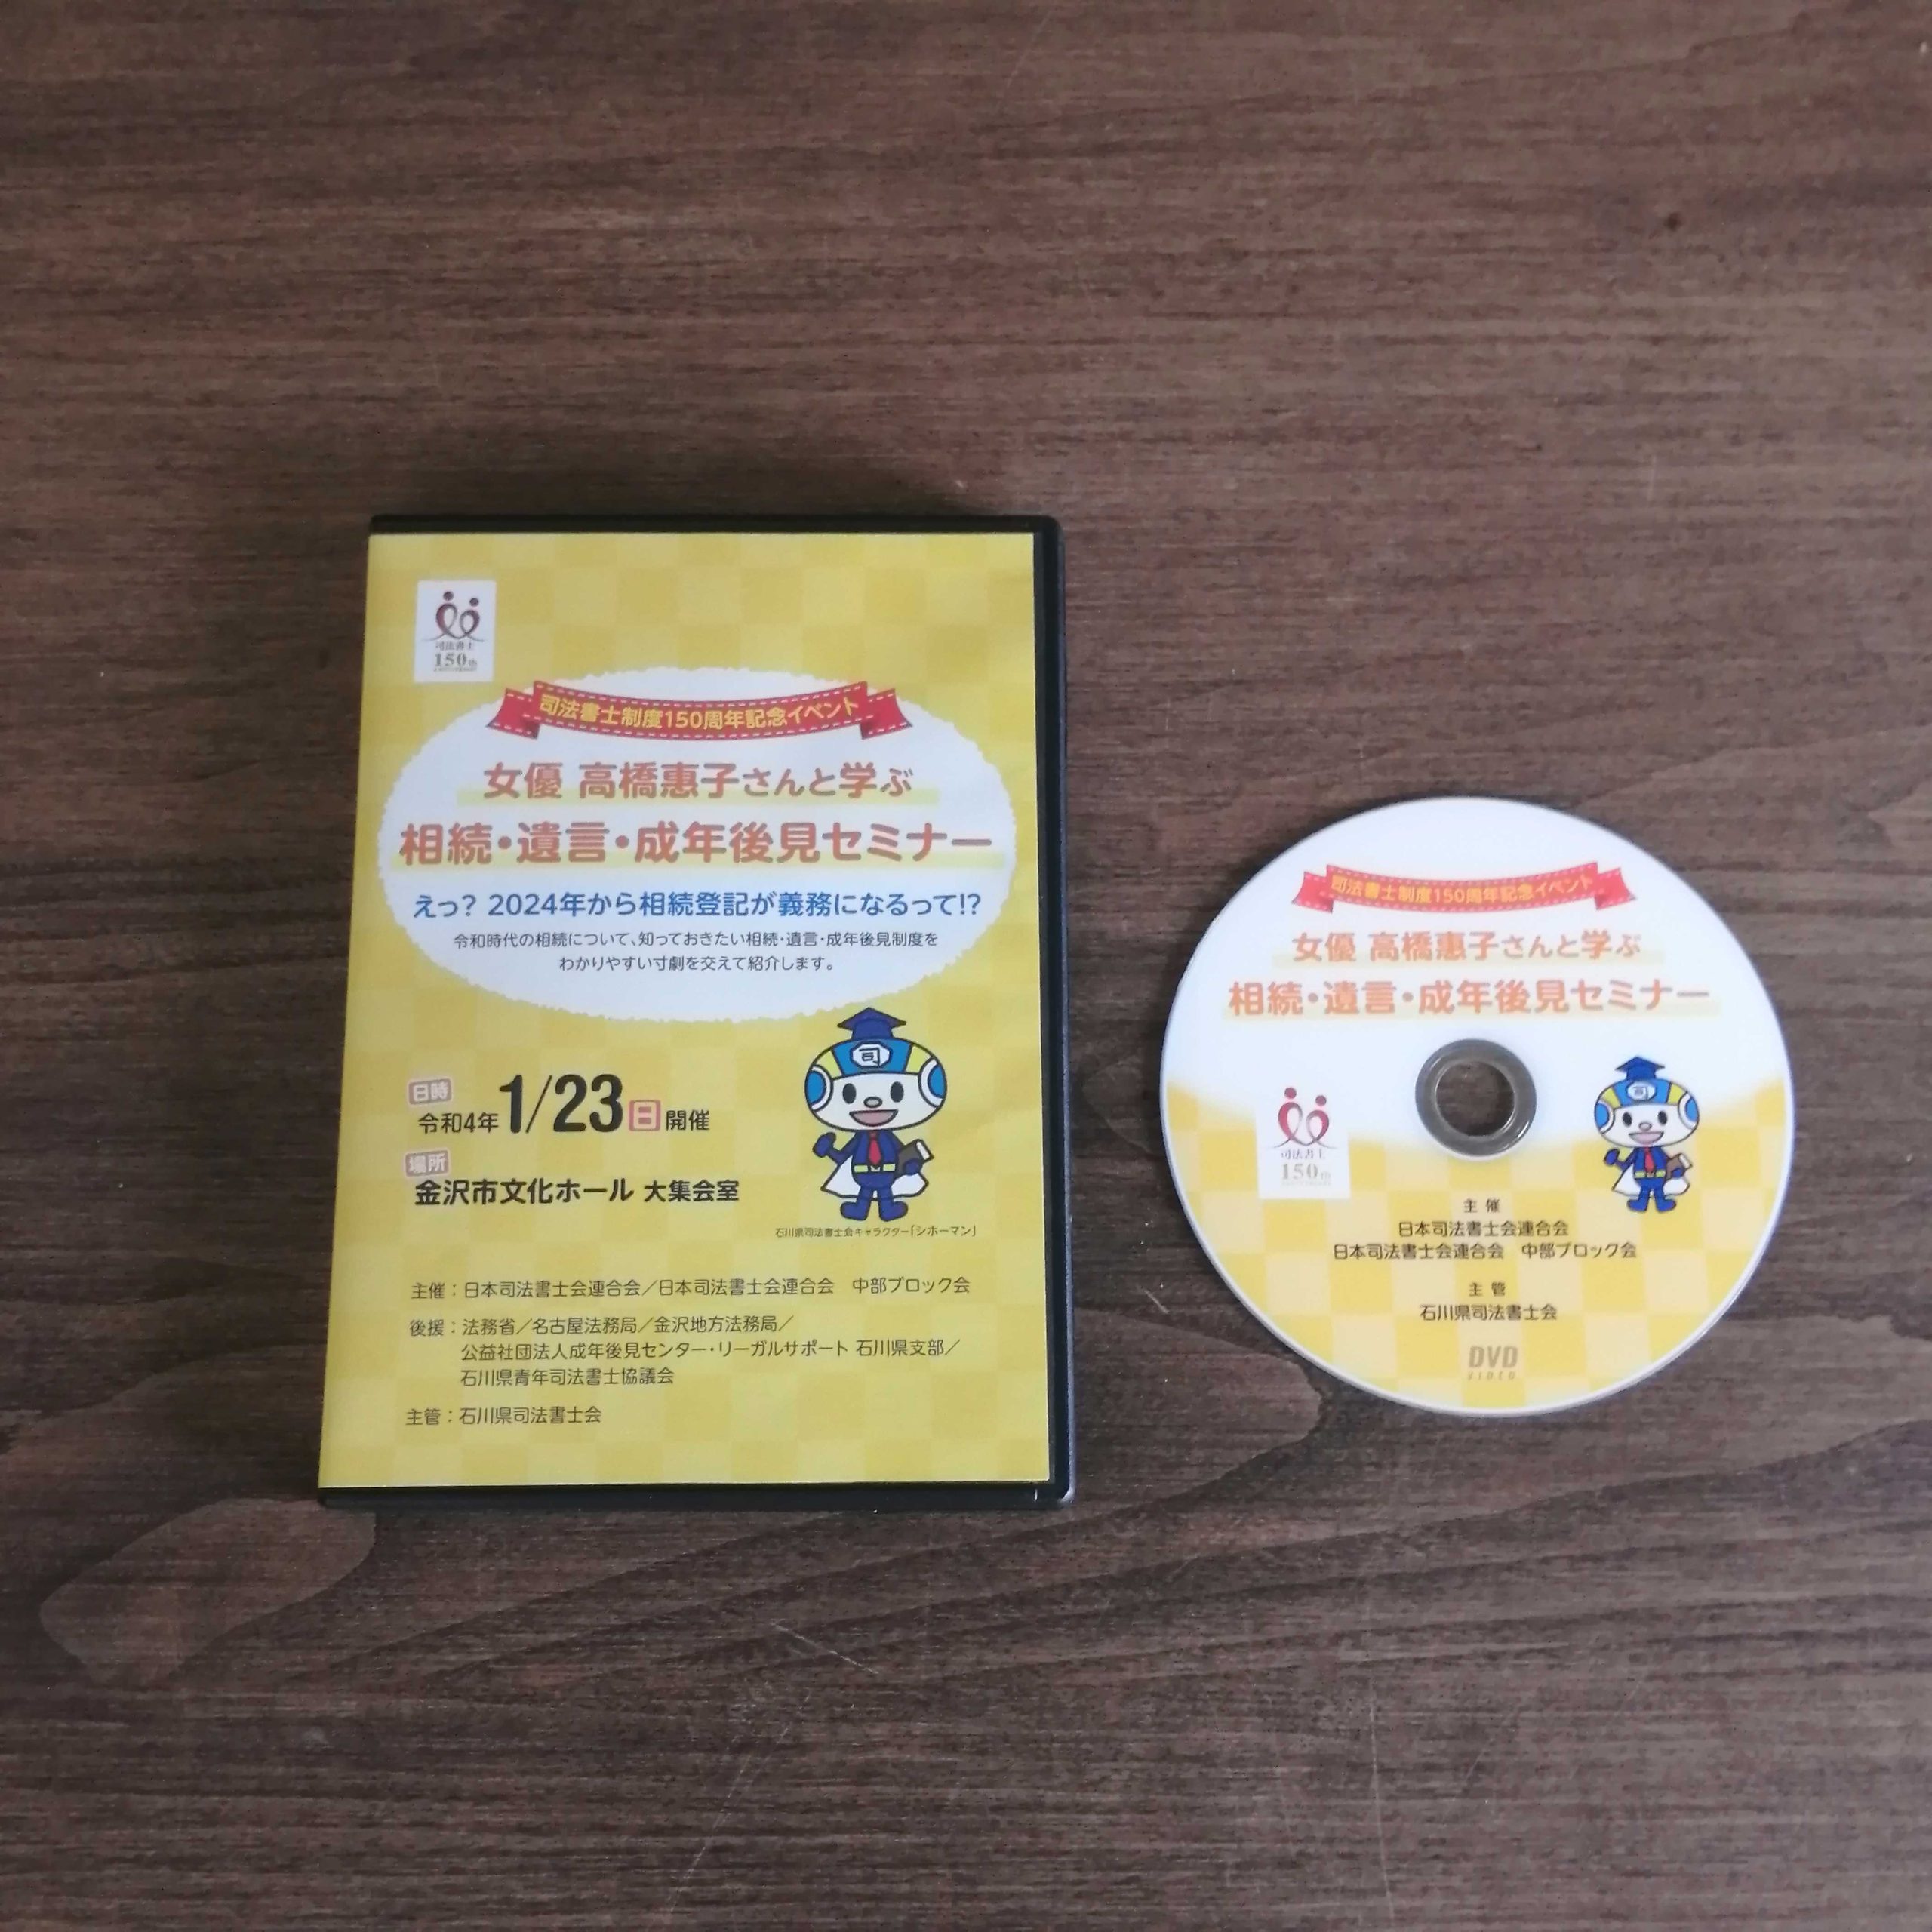 司法書士
150th
司法書士制度150周年記念イベント
女優 高橋惠子さんと学ぶ
相続・遺言・成年後見セミナー
えっ? 2024年から相続登記が義務になるって!?
令和時代の相続について、知っておきたい相続・遺言・成年後見制度を
わかりやすい寸劇を交えて紹介します。
司
日時
令和4年1/23日開催
場所
金沢市文化ホール 大集会室
石川県司法書士会キャラクター「シホーマン」
主催:日本司法書士会連合会/日本司法書士会連合会 中部ブロック会
後援:法務省/名古屋法務局/金沢地方法務局/
公益社団法人成年後見センター・リーガルサポート 石川県支部/
石川県青年司法書士協議会
主管:石川県司法書士会
司法書士制度150周年記念イベント
女優 高橋惠子さんと学ぶ
相続・遺言・成年後見セミナー
司
司法書士
150th
主催
日本司法書士会連合会
日本司法書士会連合会 中部ブロック会
主管
石川県司法書士会
DVD
VIDEO